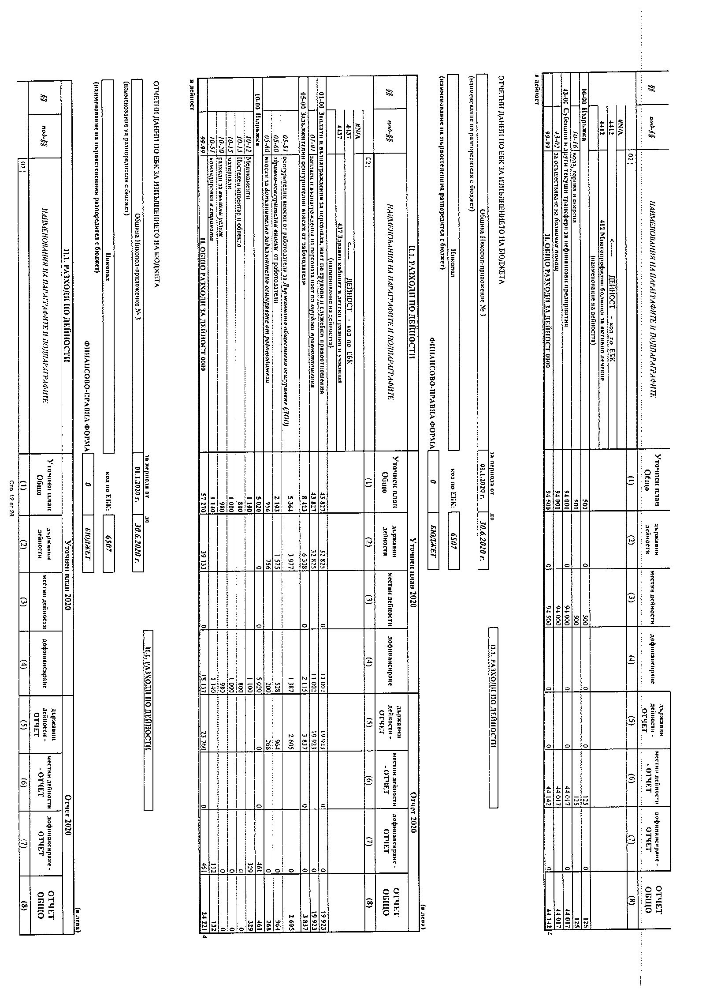 §§ под-§§ НАИМЕНОВАНИЯ НА ПАРАГРАФИТЕ И ПОДПАРАГРАФИТЕ Уточнен план Общо държавни дейности местни дейности дофинансиране държавни дейности - ОТЧЕТ местни дейности - ОТЧЕТ дофинансиране - ОТЧЕТ ОТЧЕТ ОБЩО
02 (1) (2) (3) (4) (5) (6) (7) (8)
#N/A
4412 <----- ДЕЙНОСТ - код по ЕБК
4412 412 Многопрофилни болници за активно лечение
(наименование на дейността)
10-00 Издръжка 500 0 500 0 0 125 0 125
10-16 вода, горива и енергия 500 500 125 125
43-00 Субсидии и други текущи трансфери за нефинансови предприятия 94 000 0 94 000 0 0 44 017 0 44 017
43-02 за осъществяване на болнична помощ 94 000 94 000 44 017 44 017
99-99 II. ОБЩО РАЗХОДИ ЗА ДЕЙНОСТ 0000 94 500 0 94 500 0 0 44 142 0 44 142 4
а дейност
ОТЧЕТНИ ДАННИ ПО ЕБК ЗА ИЗПЪЛНЕНИЕТО НА БЮДЖЕТА
за периода от до II.1. РАЗХОДИ ПО ДЕЙНОСТИ
Община Никопол-приложение № 3 01.1.2020 г. 30.6.2020 г.
(наименование на разпоредителя с бюджет)
Никопол код по ЕБК: 6507
(наименование на първостепенния разпоредител с бюджет)
ФИНАНСОВО-ПРАВНА ФОРМА 0 БЮДЖЕТ
(в лева)
II.1. РАЗХОДИ ПО ДЕЙНОСТИ Уточнен план 2020 Отчет 2020
§§ под-§§ НАИМЕНОВАНИЯ НА ПАРАГРАФИТЕ И ПОДПАРАГРАФИТЕ Уточнен план Общо държавни дейности местни дейности дофинансиране държавни дейности - ОТЧЕТ местни дейности - ОТЧЕТ дофинансиране - ОТЧЕТ ОТЧЕТ ОБЩО
02 (1) (2) (3) (4) (5) (6) (7) (8)
#N/A
4437 <----- ДЕЙНОСТ - код по ЕБК
4437 437 Здравен кабинет в детски градини и училища
(наименование на дейността)
01-00 Заплати и възнаграждения за персонала, нает по трудови и служебни правоотношения 43 827 32 825 0 11 002 19 923 0 0 19 923
01-01 заплати и възнаграждения на персонала нает по трудови правоотношения 43 827 32 825 11 002 19 923 0 19 923
05-00 Задължителни осигурителни вноски от работодатели 8 423 6 308 0 2 115 3 837 0 0 3 837
05-51 осигурителни вноски от работодатели за Държавното обществено осигуряване (ДОО) 5 364 3 977 1 387 2 605 0 2 605
05-60 здравно-осигурителни вноски от работодатели 2 103 1 575 528 964 0 964
05-80 вноски за допълнително задължително осигуряване от работодатели 956 756 200 268 0 268
10-00 Издръжка 5 020 0 0 5 020 0 0 461 461
10-12 Медикаменти 1 100 1 100 329 329
10-13 Постелен инвентар и облекло 800 800 0 0
10-15 материали 1 000 1 000 0 0
10-20 разходи за външни услуги 980 980 0 0
10-51 командировки в страната 1 140 1 140 132 132
99-99 II. ОБЩО РАЗХОДИ ЗА ДЕЙНОСТ 0000 57 270 39 133 0 18 137 23 760 0 461 24 221 4
а дейност
ОТЧЕТНИ ДАННИ ПО ЕБК ЗА ИЗПЪЛНЕНИЕТО НА БЮДЖЕТА
за периода от до II.1. РАЗХОДИ ПО ДЕЙНОСТИ
Община Никопол-приложение № 3 01.1.2020 г. 30.6.2020 г.
(наименование на разпоредителя с бюджет)
Никопол код по ЕБК: 6507
(наименование на първостепенния разпоредител с бюджет)
ФИНАНСОВО-ПРАВНА ФОРМА 0 БЮДЖЕТ
(в лева)
II.1. РАЗХОДИ ПО ДЕЙНОСТИ Уточнен план 2020 Отчет 2020
§§ под-§§ НАИМЕНОВАНИЯ НА ПАРАГРАФИТЕ И ПОДПАРАГРАФИТЕ Уточнен план Общо държавни дейности местни дейности дофинансиране държавни дейности - ОТЧЕТ местни дейности - ОТЧЕТ дофинансиране - ОТЧЕТ ОТЧЕТ ОБЩО
02 (1) (2) (3) (4) (5) (6) (7) (8)
Стр. 12 от 28